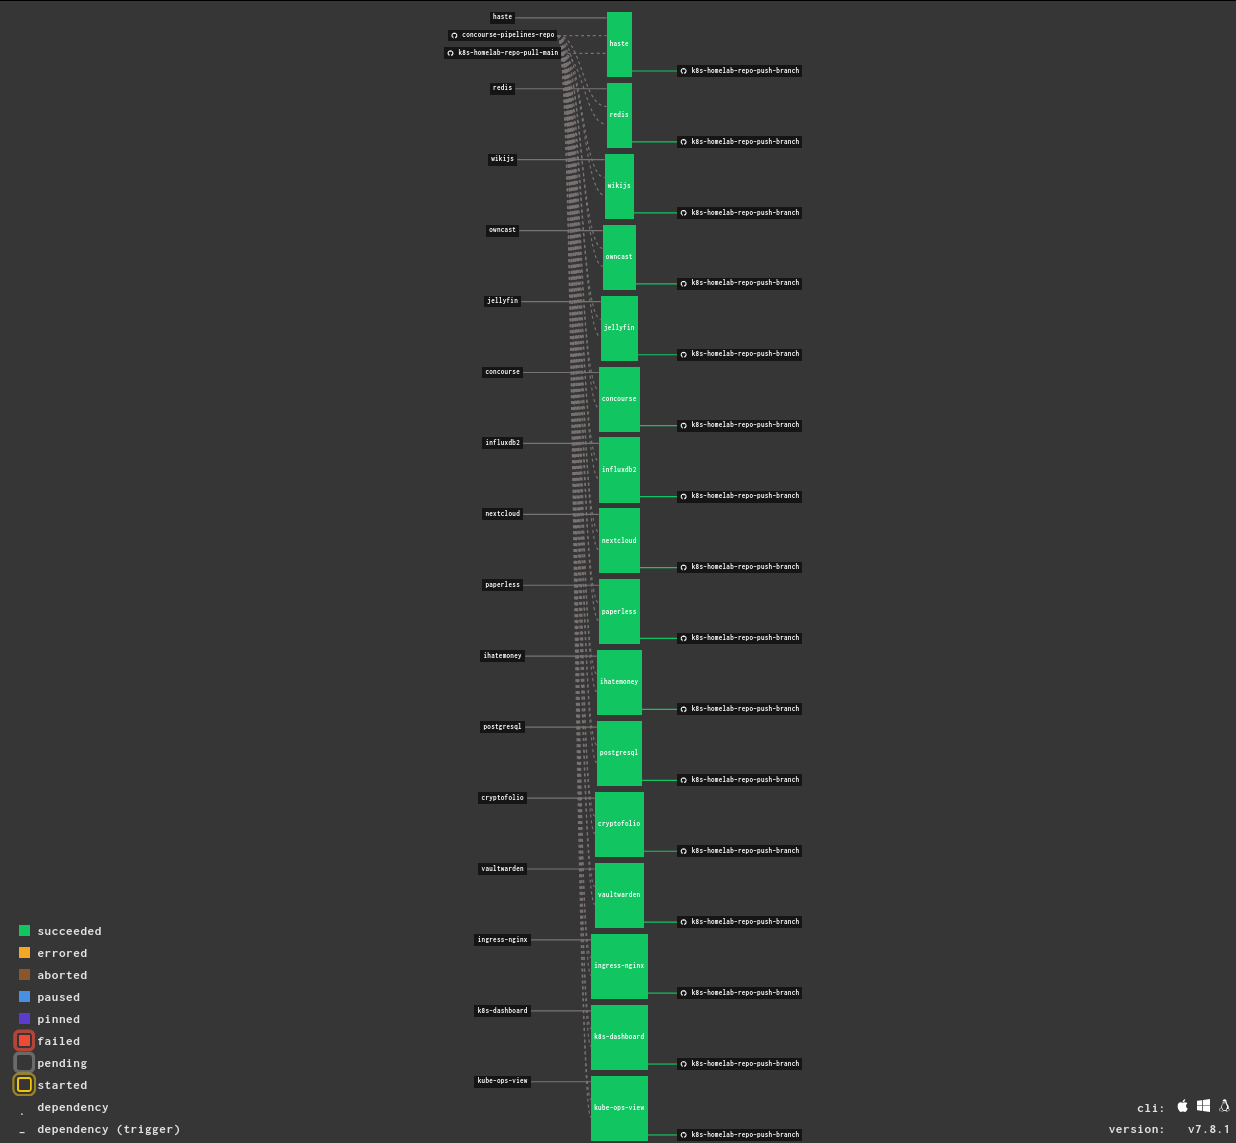 haste
concourse-pipelines-repo
k8s-homelab-repo-pull-main
haste
k8s-homelab-repo-push-branch
redis
redis
k8s-homelab-repo-push-branch
wikijs
wikijs
k8s-homelab-repo-push-branch
owncast
owncast
k8s-homelab-repo-push-branch
jellyfin
jellyfin
k8s-homelab-repo-push-branch
concourse
concourse
k8s-homelab-repo-push-branch
influxdb2
influxdb2
k8s-homelab-repo-push-branch
nextcloud
nextcloud
k8s-homelab-repo-push-branch
paperless
paperless
k8s-homelab-repo-push-branch
ihatemoney
ihatemoney
k8s-homelab-repo-push-branch
postgresql
postgresql
k8s-homelab-repo-push-branch
cryptofolio
cryptofolio
k8s-homelab-repo-push-branch
vaultwarden
vaultwarden
k8s-homelab-repo-push-branch
ingress-nginx
ingress-nginx
k8s-homelab-repo-push-branch
k8s-dashboard
k8s-dashboard
k8s-homelab-repo-push-branch
kube-ops-view
kube-ops-view
k8s-homelab-repo-push-branch
succeeded
errored
aborted
paused
pinned
failed
pending
started
dependency
dependency (trigger)
cli:
version: v7.8.1